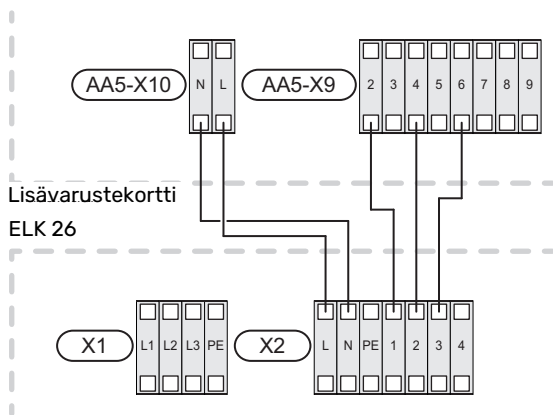 AA5-X10 N L AA5-X9 2 3 4 5 6 7 8 9
Lisävarustekortti
ELK 26
X1 L1 L2 L3 PE X2 L N PE 1 2 3 4